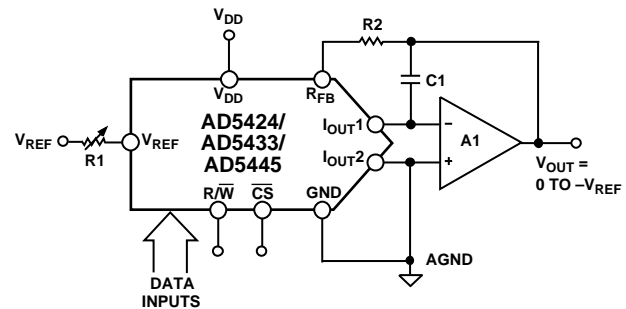 V_DD
V_DD
R_FB
R2
C1
AD5424/
AD5433/
AD5445
I_OUT1
I_OUT2
V_REF
R1
V_REF
R/W̅
C̅S̅
GND
A1
−
+
V_OUT =
0 TO –V_REF
AGND
DATA
INPUTS